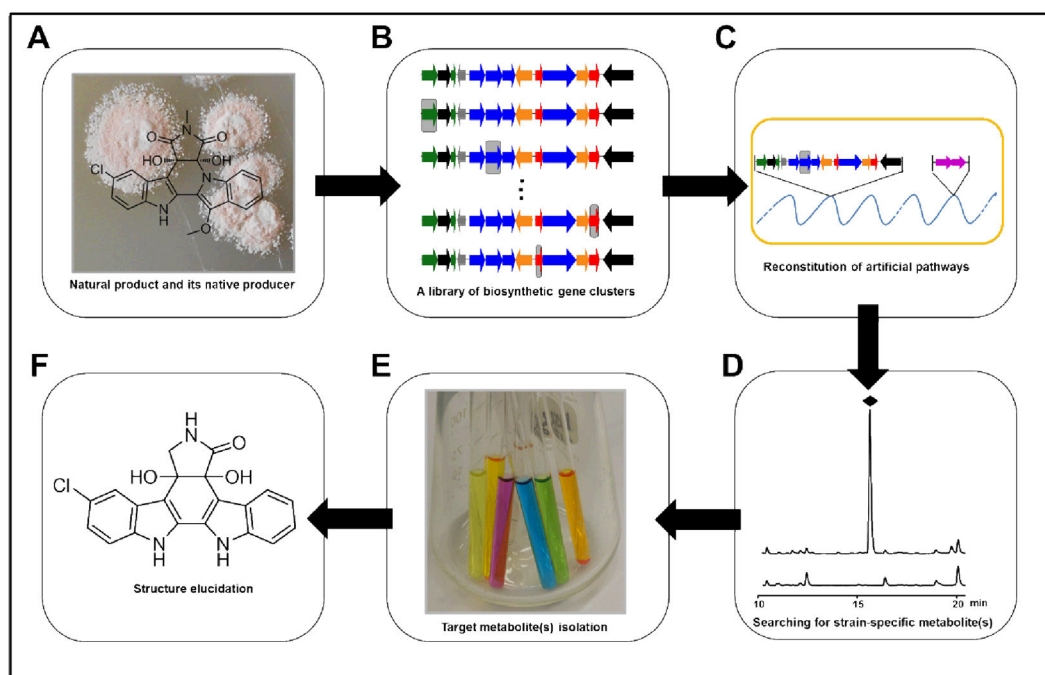 A
B
C
N
O
O
HO
OH
Cl
N
N
H
O
Natural product and its native producer
A library of biosynthetic gene clusters
Reconstitution of artificial pathways
F
E
D
H
N
O
OH
OH
Cl
N
H
N
H
Structure elucidation
Target metabolite(s) isolation
10
15
20
min
Searching for strain-specific metabolite(s)